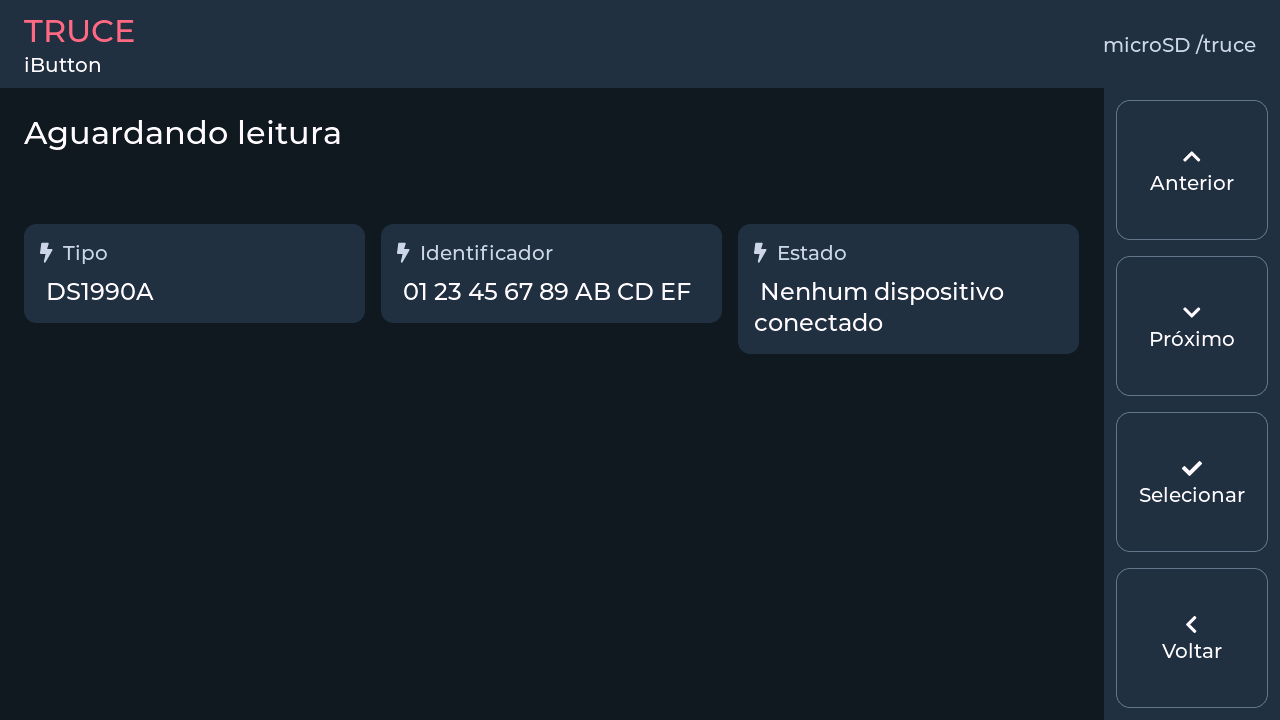 TRUCE
iButton
microSD /truce
Aguardando leitura
Tipo
DS1990A
Identificador
01 23 45 67 89 AB CD EF
Estado
Nenhum dispositivo
conectado
Anterior
Próximo
Selecionar
Voltar